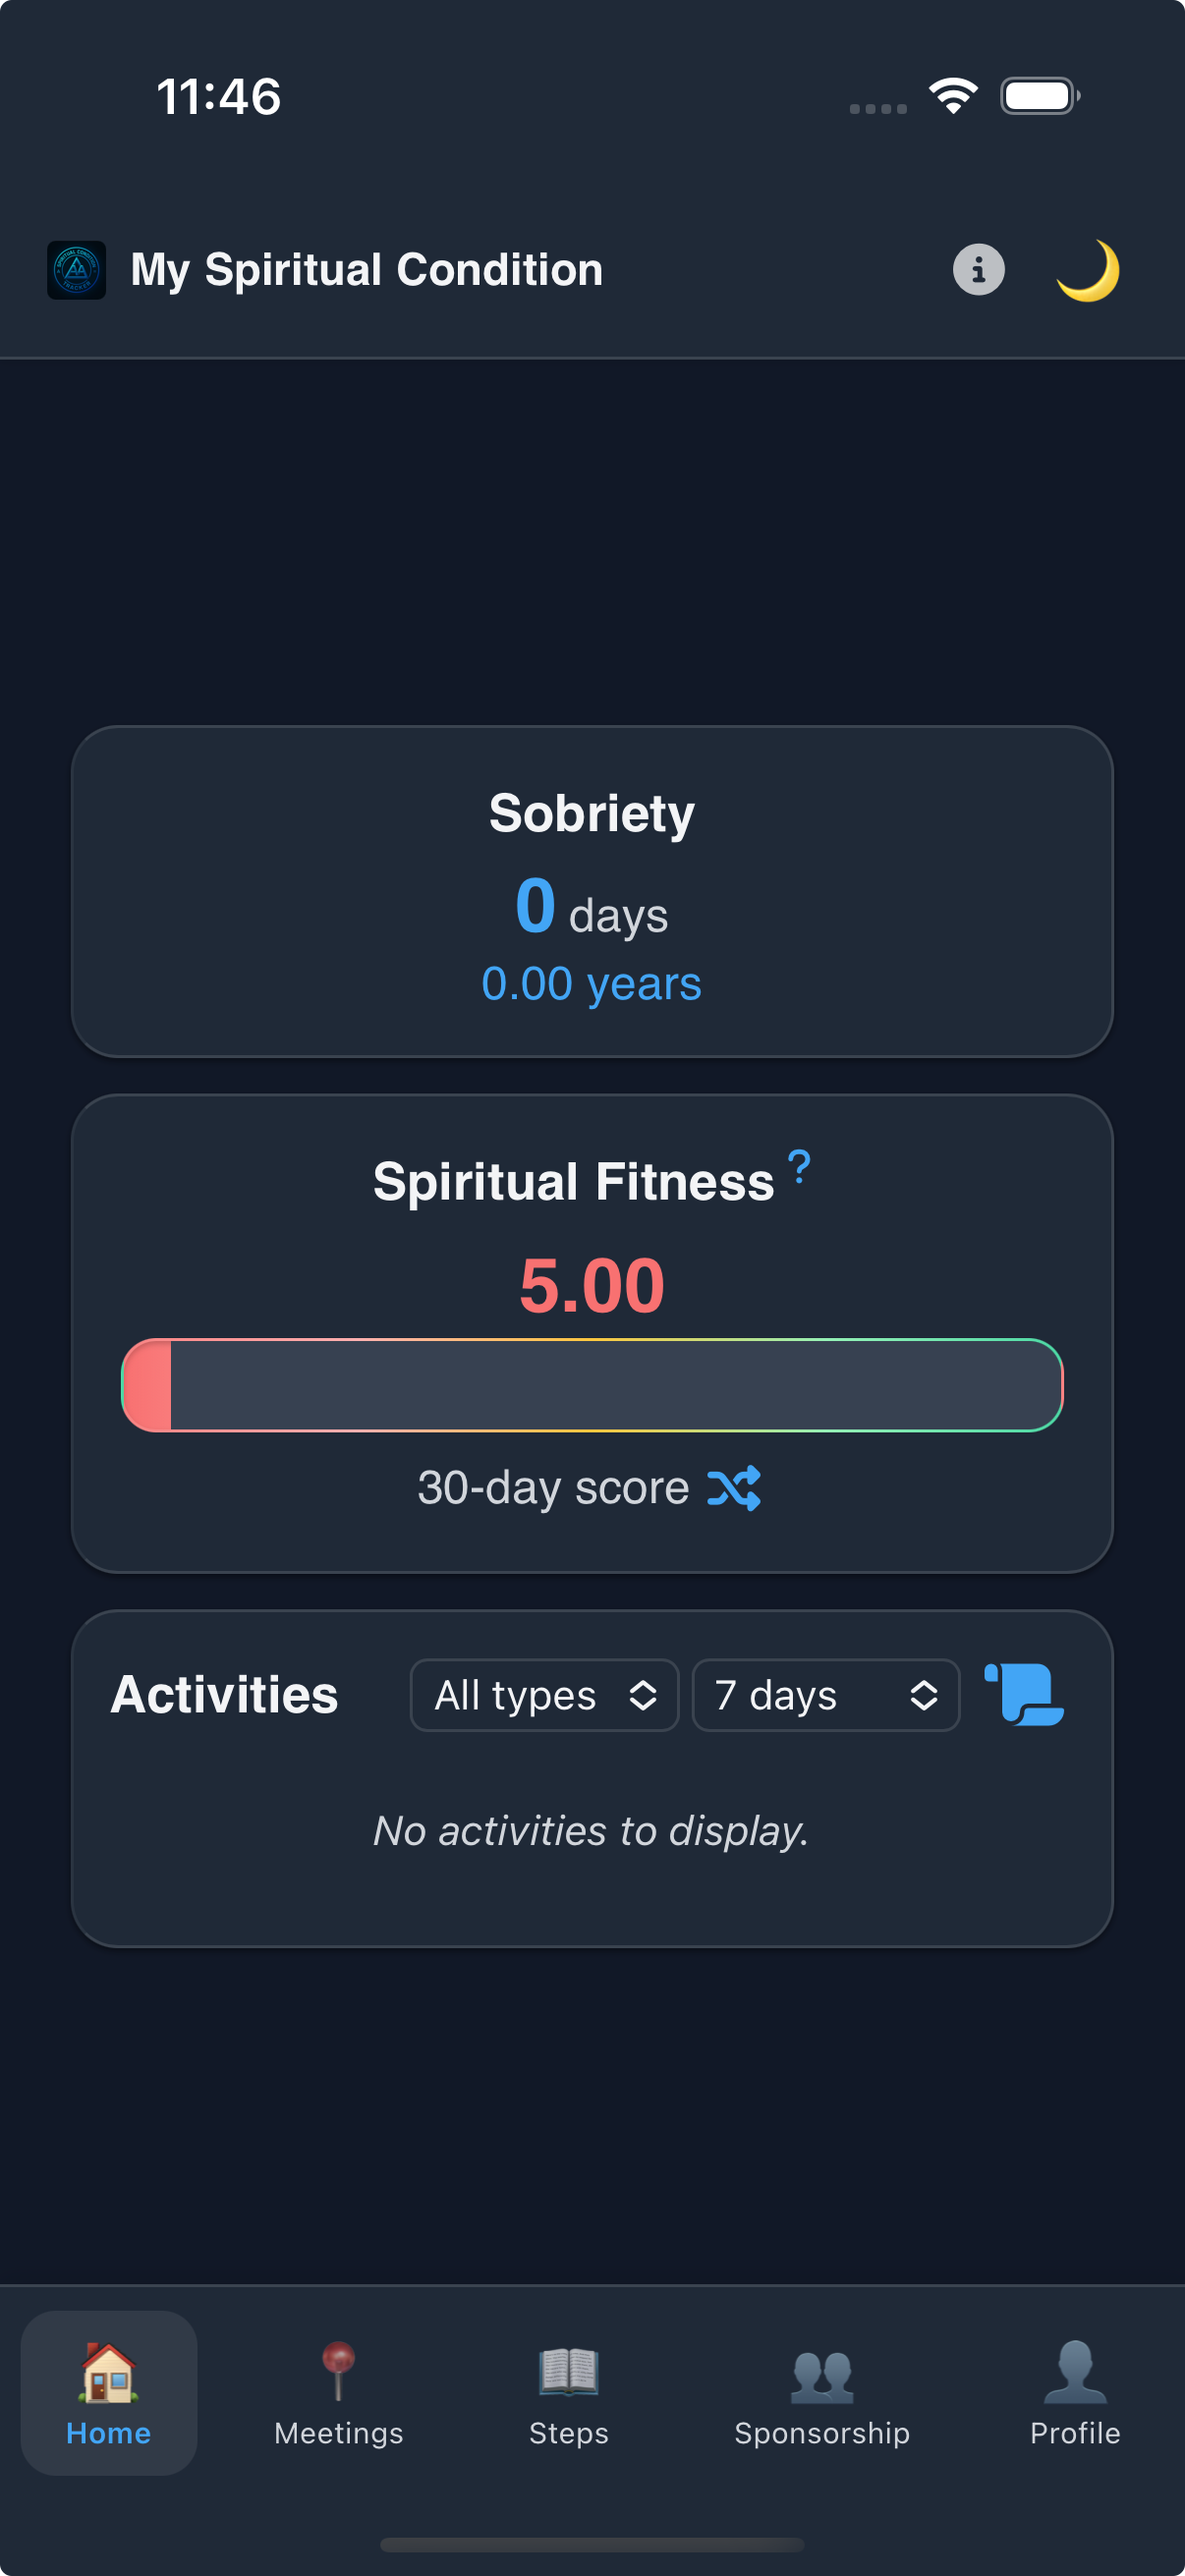 11:46
My Spiritual Condition
Sobriety
0 days
0.00 years
Spiritual Fitness ?
5.00
30-day score
Activities All types 7 days
No activities to display.
Home Meetings Steps Sponsorship Profile